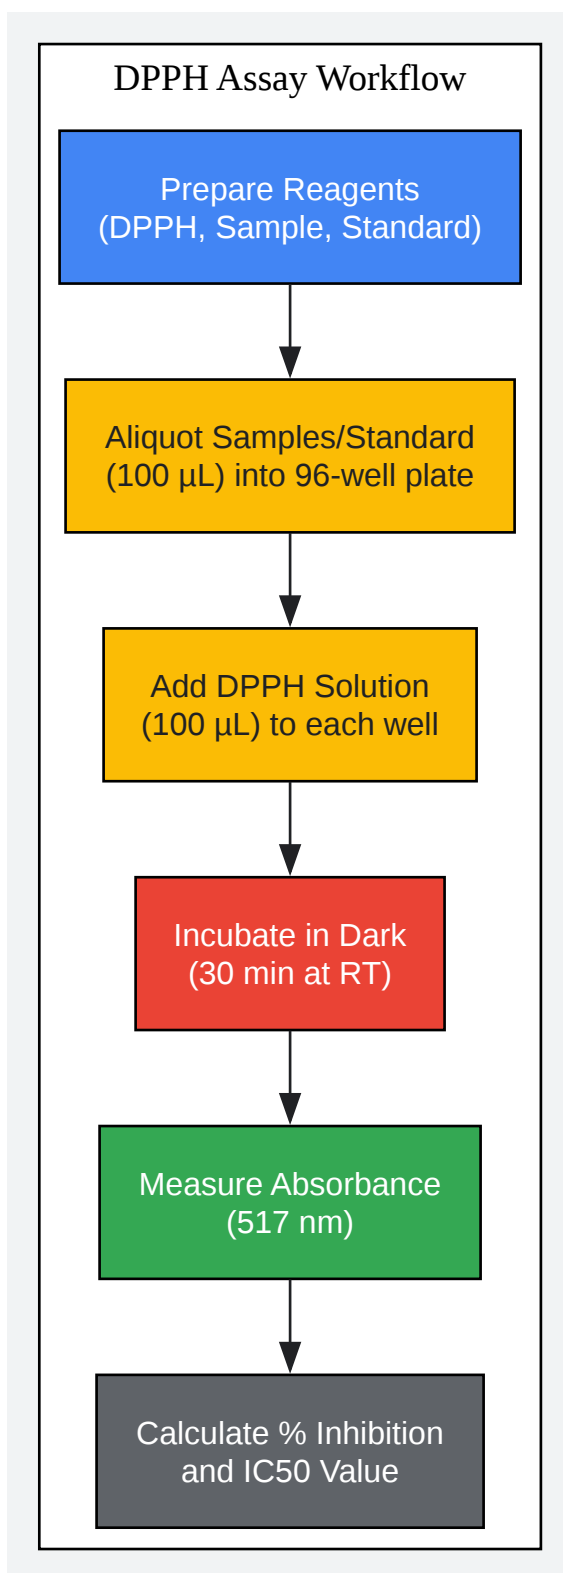 DPPH Assay Workflow
Prepare Reagents
(DPPH, Sample, Standard)
Aliquot Samples/Standard
(100 µL) into 96-well plate
Add DPPH Solution
(100 µL) to each well
Incubate in Dark
(30 min at RT)
Measure Absorbance
(517 nm)
Calculate % Inhibition
and IC50 Value